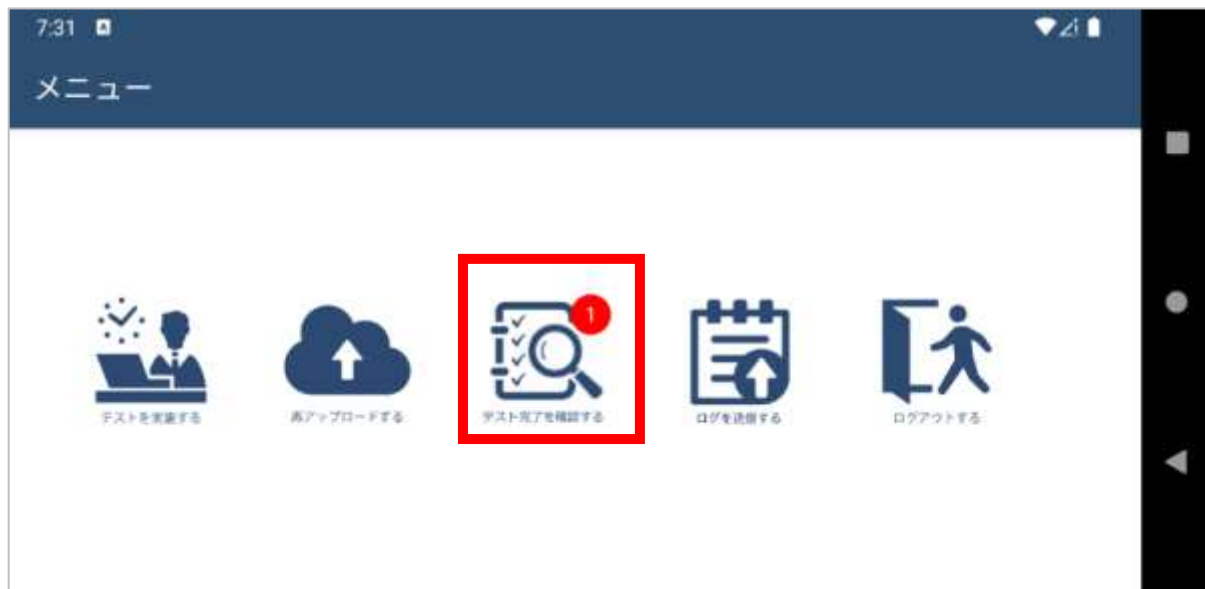 7:31
メニュー
1
テストを実施する
再アップロードする
テスト完了を確認する
ログを送信する
ログアウトする